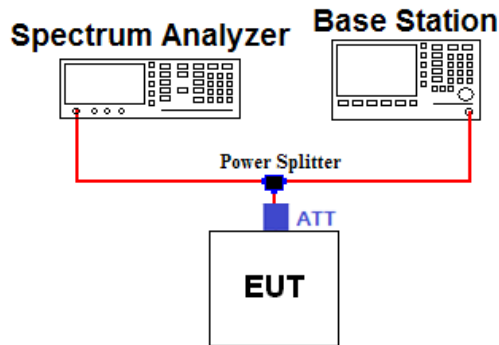 Spectrum Analyzer
Base Station
Power Splitter
ATT
EUT